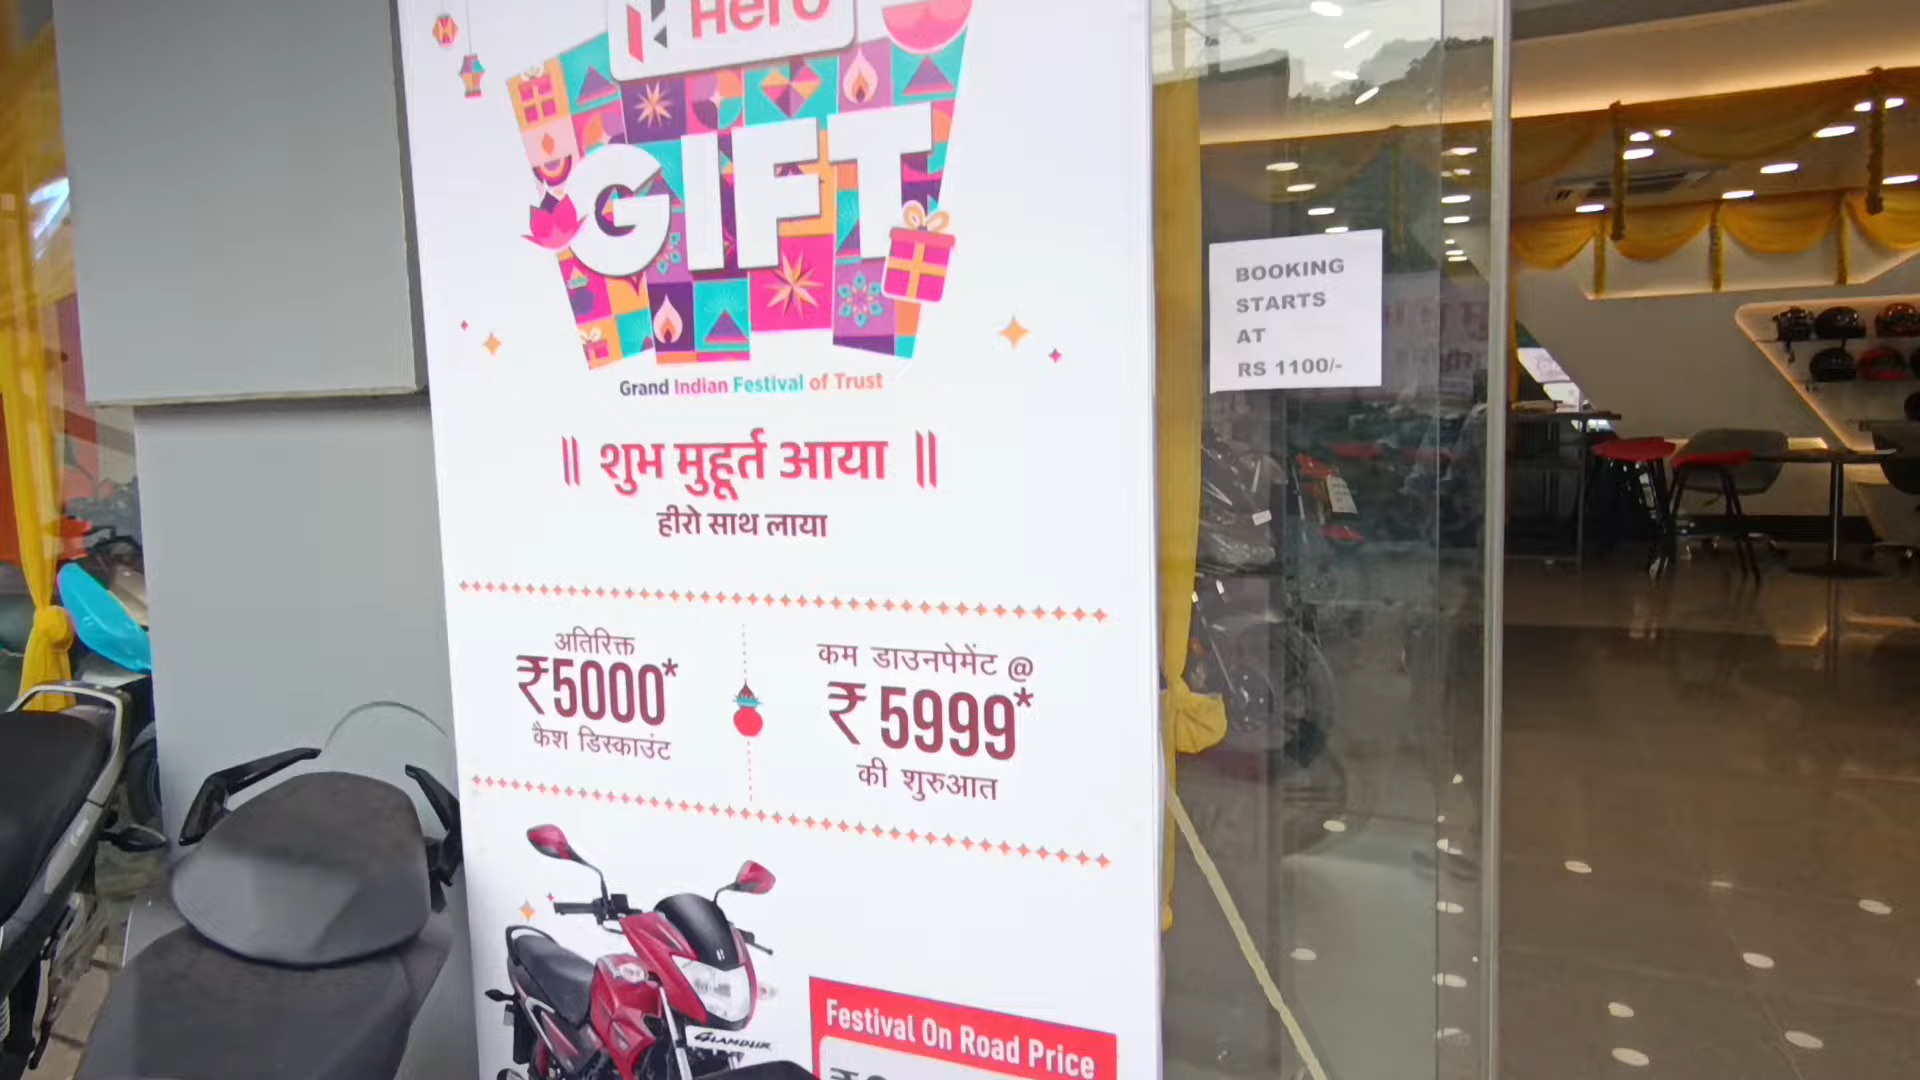 Hero
GIFT
Grand Indian Festival of Trust
|| शुभ मुहूर्त आया ||
हीरो साथ लाया
अतिरिक्त
₹5000*
कैश डिस्काउंट
कम डाउनपेमेंट @
₹5999*
की शुरुआत
GLAMOUR
Festival On Road Price
₹
BOOKING
STARTS
AT
RS 1100/-